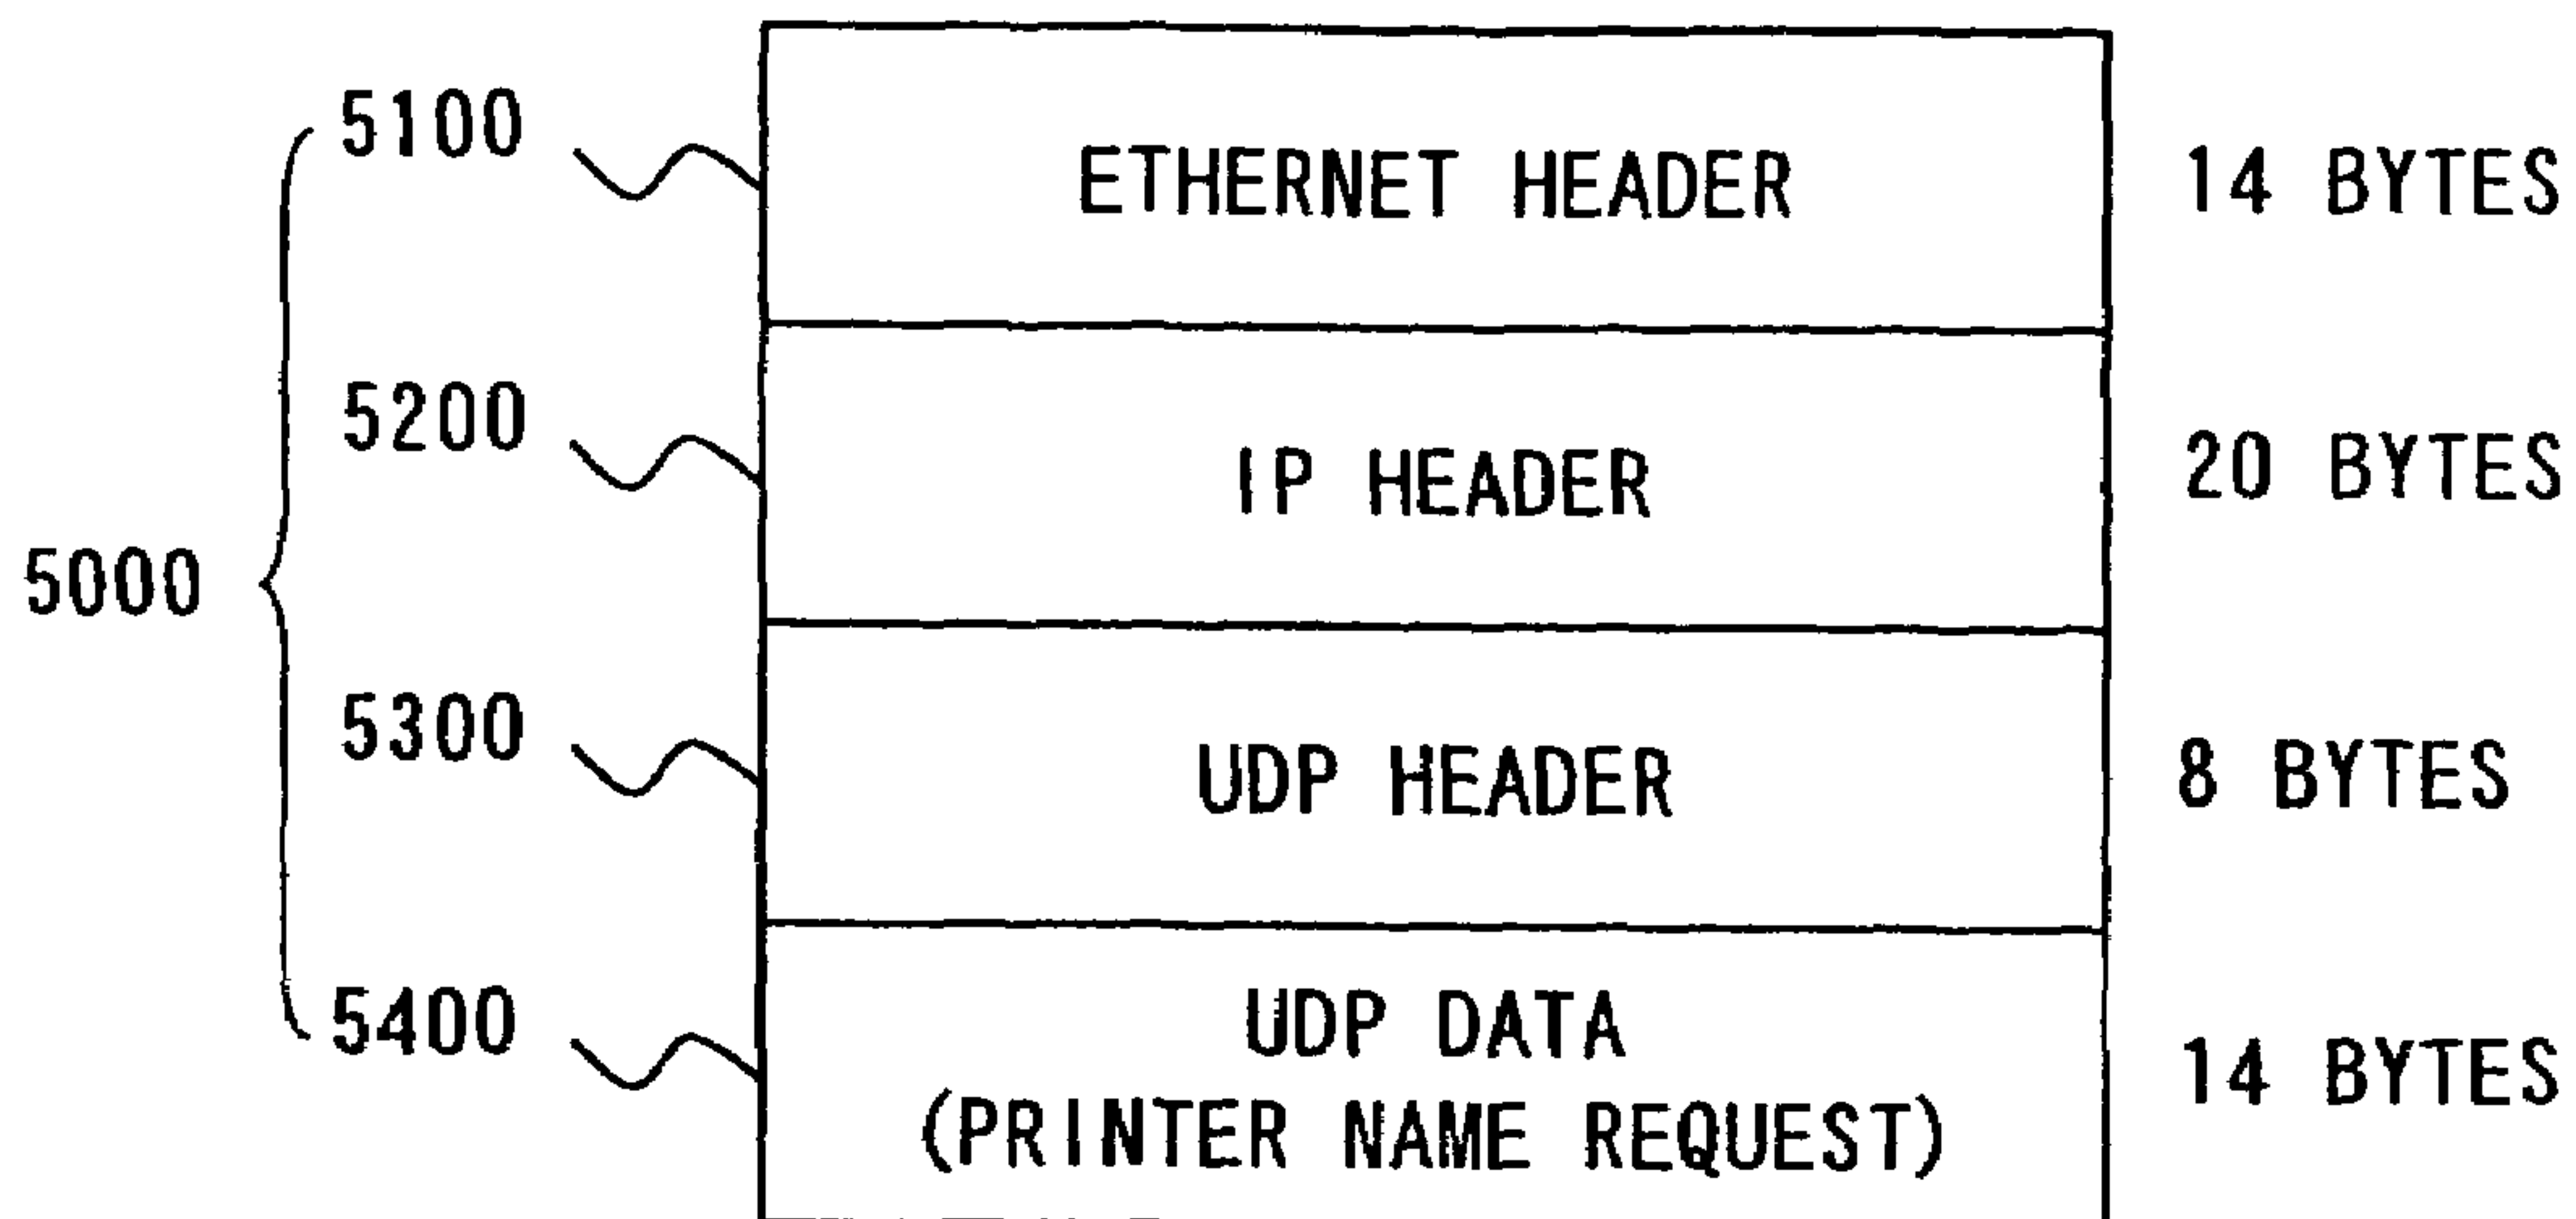 5100
ETHERNET HEADER
14 BYTES
5200
IP HEADER
20 BYTES
5000
5300
UDP HEADER
8 BYTES
5400
UDP DATA
(PRINTER NAME REQUEST)
14 BYTES